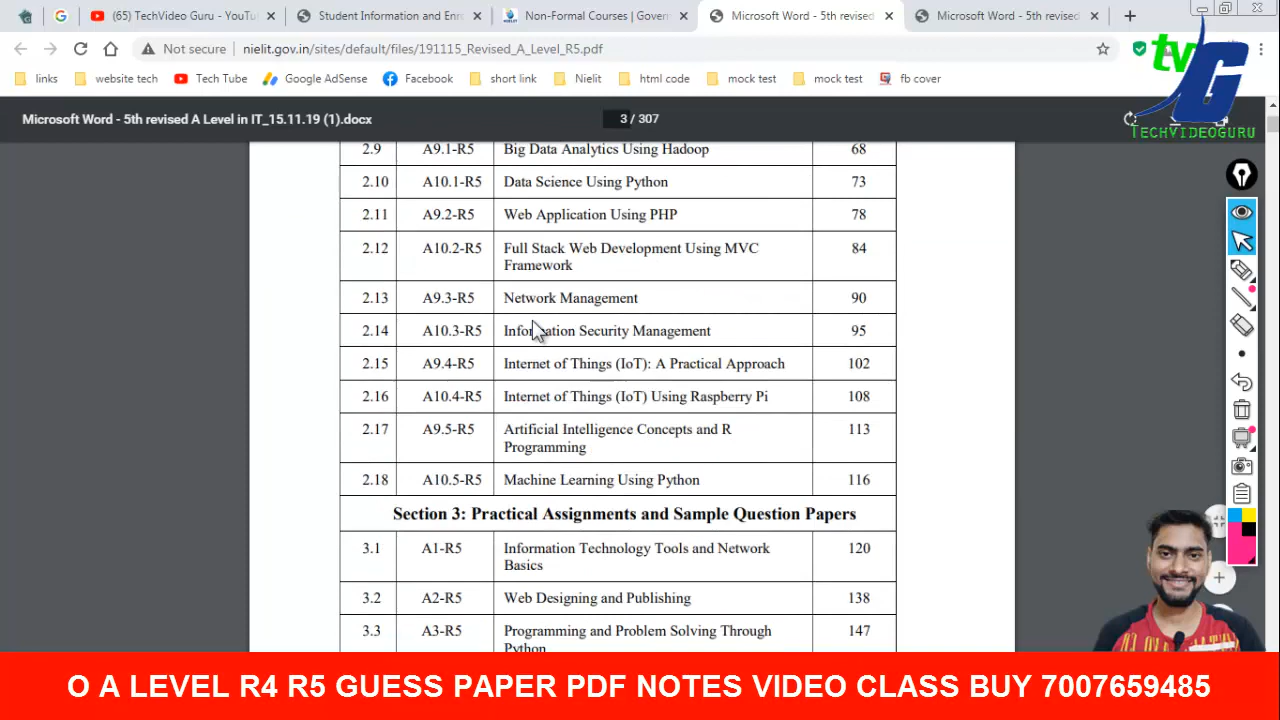 (65) TechVideo Guru - YouTu
Student Information and Enro
Non-Formal Courses | Govern
Microsoft Word - 5th revised
Microsoft Word - 5th revised
Not secure | nielit.gov.in/sites/default/files/191115_Revised_A_Level_R5.pdf
links website tech Tech Tube Google AdSense Facebook short link Nielit html code mock test mock test fb cover
tvG
TECHVIDEOGURU
Microsoft Word - 5th revised A Level in IT_15.11.19 (1).docx 3 / 307
2.9 A9.1-R5 Big Data Analytics Using Hadoop 68
2.10 A10.1-R5 Data Science Using Python 73
2.11 A9.2-R5 Web Application Using PHP 78
2.12 A10.2-R5 Full Stack Web Development Using MVC 84
Framework
2.13 A9.3-R5 Network Management 90
2.14 A10.3-R5 Information Security Management 95
2.15 A9.4-R5 Internet of Things (IoT): A Practical Approach 102
2.16 A10.4-R5 Internet of Things (IoT) Using Raspberry Pi 108
2.17 A9.5-R5 Artificial Intelligence Concepts and R 113
Programming
2.18 A10.5-R5 Machine Learning Using Python 116
Section 3: Practical Assignments and Sample Question Papers
3.1 A1-R5 Information Technology Tools and Network 120
Basics
3.2 A2-R5 Web Designing and Publishing 138
3.3 A3-R5 Programming and Problem Solving Through 147
Python
O A LEVEL R4 R5 GUESS PAPER PDF NOTES VIDEO CLASS BUY 7007659485